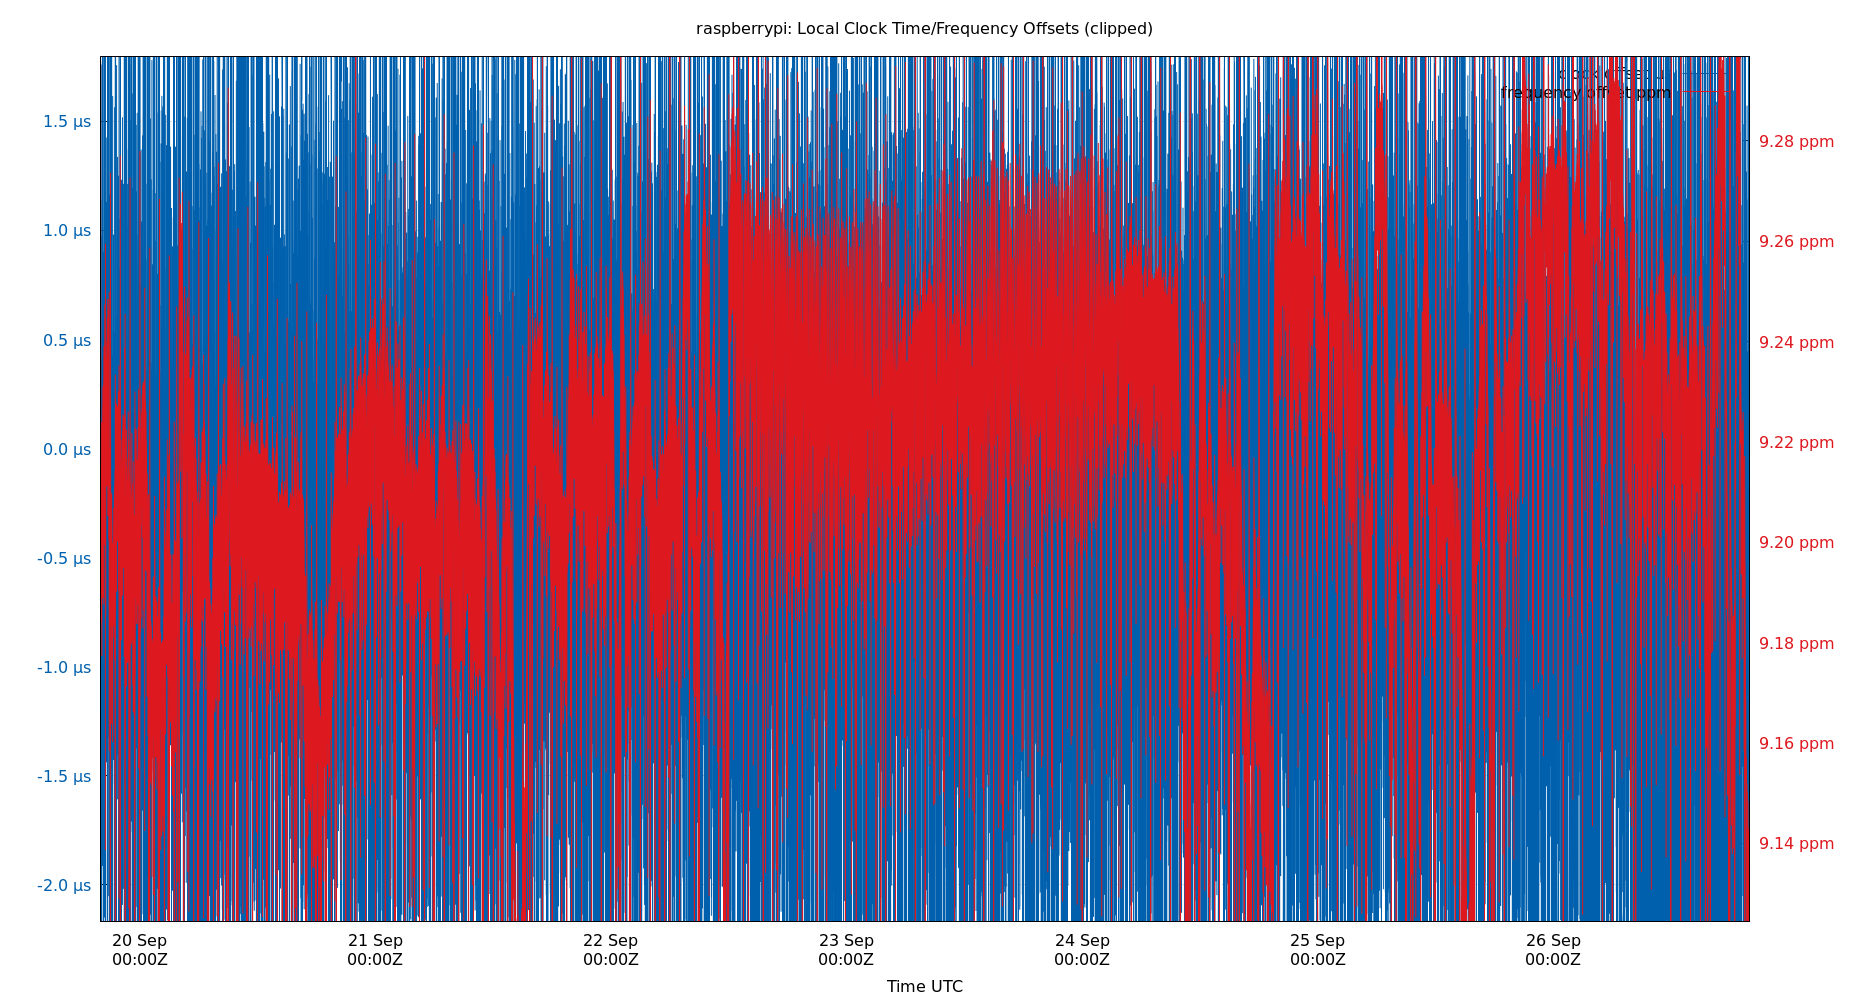 raspberrypi: Local Clock Time/Frequency Offsets (clipped)
clock offset
frequency offset ppm
1.5 μs
1.0 μs
0.5 μs
0.0 μs
-0.5 μs
-1.0 μs
-1.5 μs
-2.0 μs
9.28 ppm
9.26 ppm
9.24 ppm
9.22 ppm
9.20 ppm
9.18 ppm
9.16 ppm
9.14 ppm
20 Sep
00:00Z
21 Sep
00:00Z
22 Sep
00:00Z
23 Sep
00:00Z
24 Sep
00:00Z
25 Sep
00:00Z
26 Sep
00:00Z
Time UTC